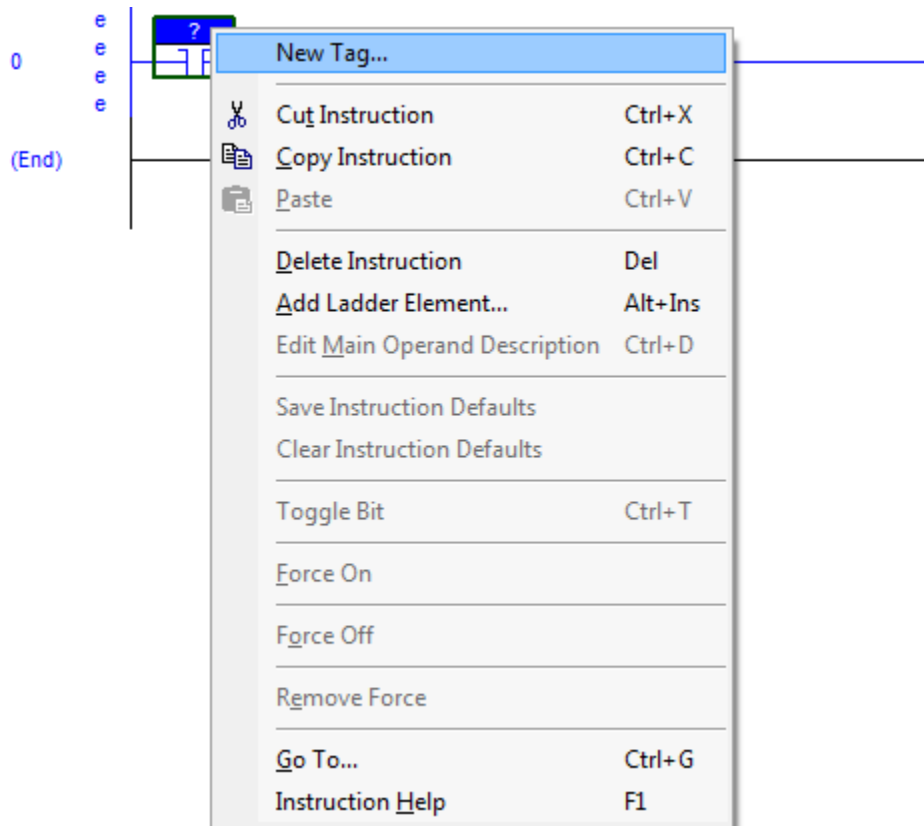 e
?
0
e
e
e
(End)
New Tag...
Cut Instruction Ctrl+X
Copy Instruction Ctrl+C
Paste Ctrl+V
Delete Instruction Del
Add Ladder Element... Alt+Ins
Edit Main Operand Description Ctrl+D
Save Instruction Defaults
Clear Instruction Defaults
Toggle Bit Ctrl+T
Force On
Force Off
Remove Force
Go To... Ctrl+G
Instruction Help F1